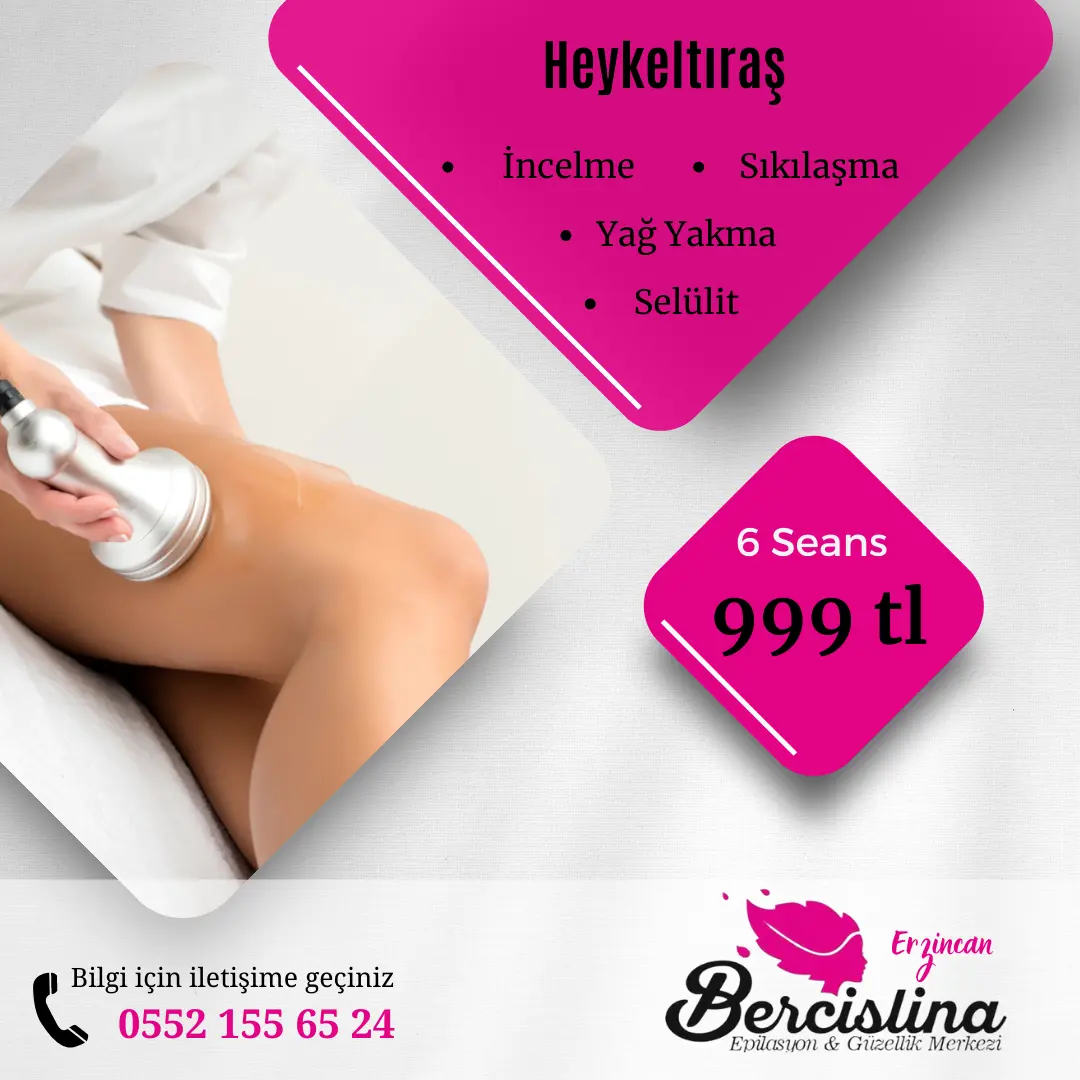 Heykeltıraş
• İncelme • Sıkılaşma
• Yağ Yakma
• Selülit
6 Seans
999 tl
Bilgi için iletişime geçiniz
0552 155 65 24
Erzincan
Bercislina
Epilasyon & Güzellik Merkezi